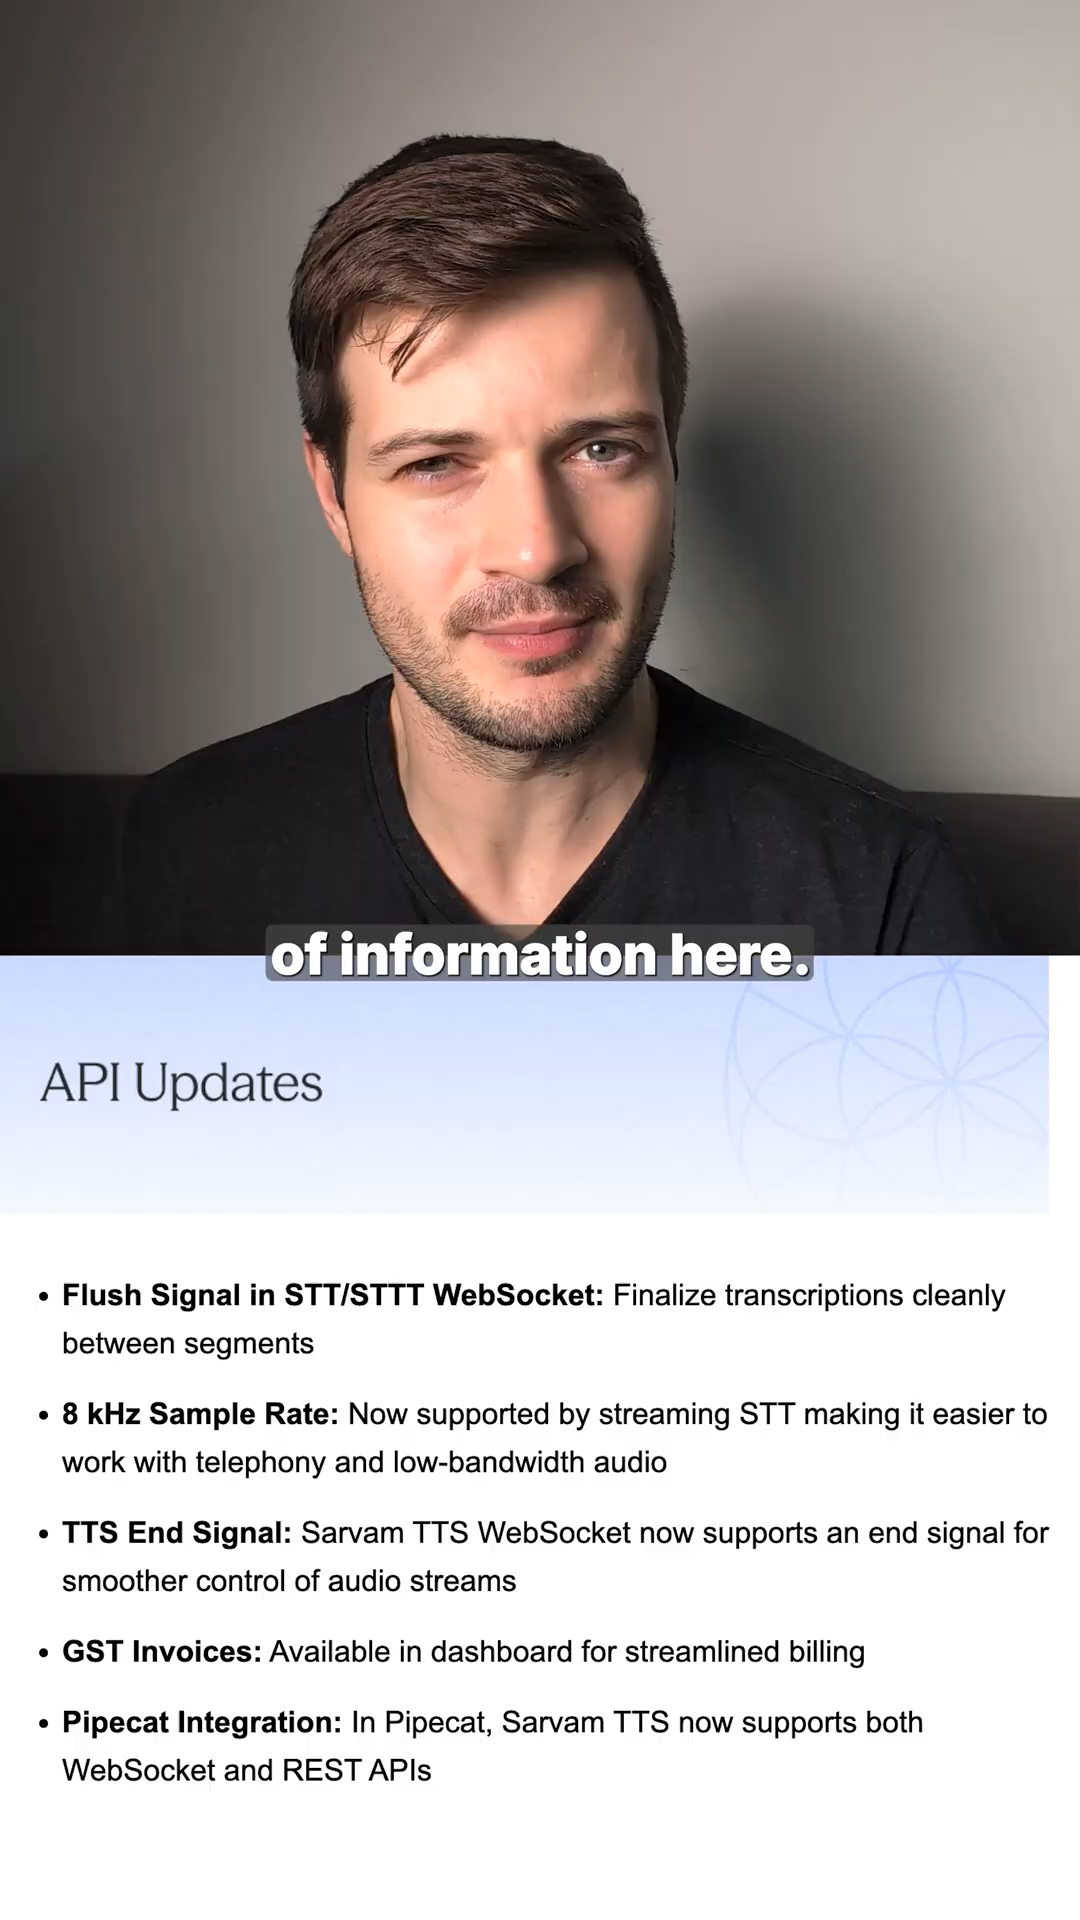 of information here.
API Updates
• Flush Signal in STT/STTT WebSocket: Finalize transcriptions cleanly
between segments
• 8 kHz Sample Rate: Now supported by streaming STT making it easier to
work with telephony and low-bandwidth audio
• TTS End Signal: Sarvam TTS WebSocket now supports an end signal for
smoother control of audio streams
• GST Invoices: Available in dashboard for streamlined billing
• Pipecat Integration: In Pipecat, Sarvam TTS now supports both
WebSocket and REST APIs